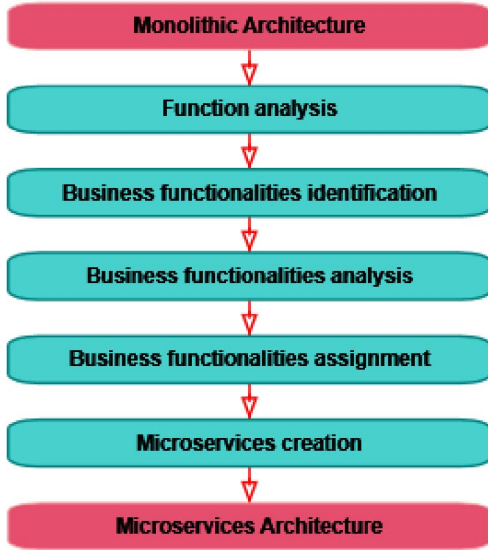 Monolithic Architecture
Function analysis
Business functionalities identification
Business functionalities analysis
Business functionalities assignment
Microservices creation
Microservices Architecture